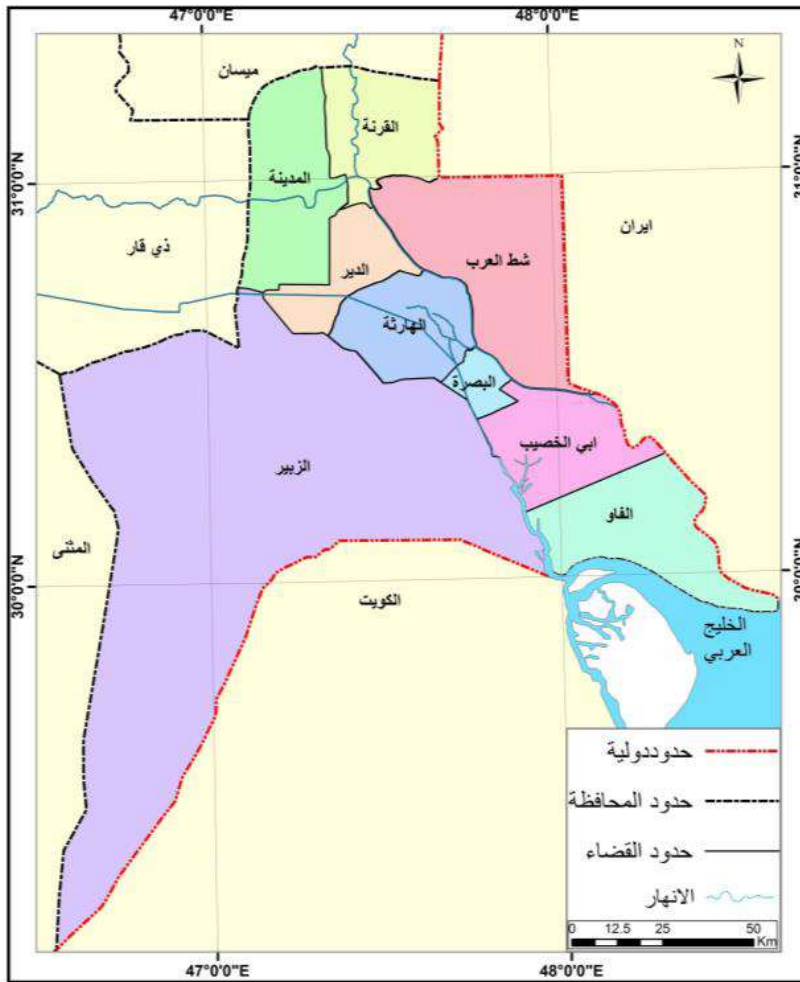 47°0'0"E
48°0'0"E
N
ميسان
القرنة
31°0'0"N
31°0'0"N
المدينة
ايران
ذي قار
شط العرب
الدير
الهارثة
البصرة
ابي الخصيب
الزبير
الفاو
المثنى
30°0'0"N
30°0'0"N
الكويت
الخليج
العربي
حدوددولية
حدود المحافظة
حدود القضاء
الانهار
0 12.5 25 50
Km
47°0'0"E
48°0'0"E